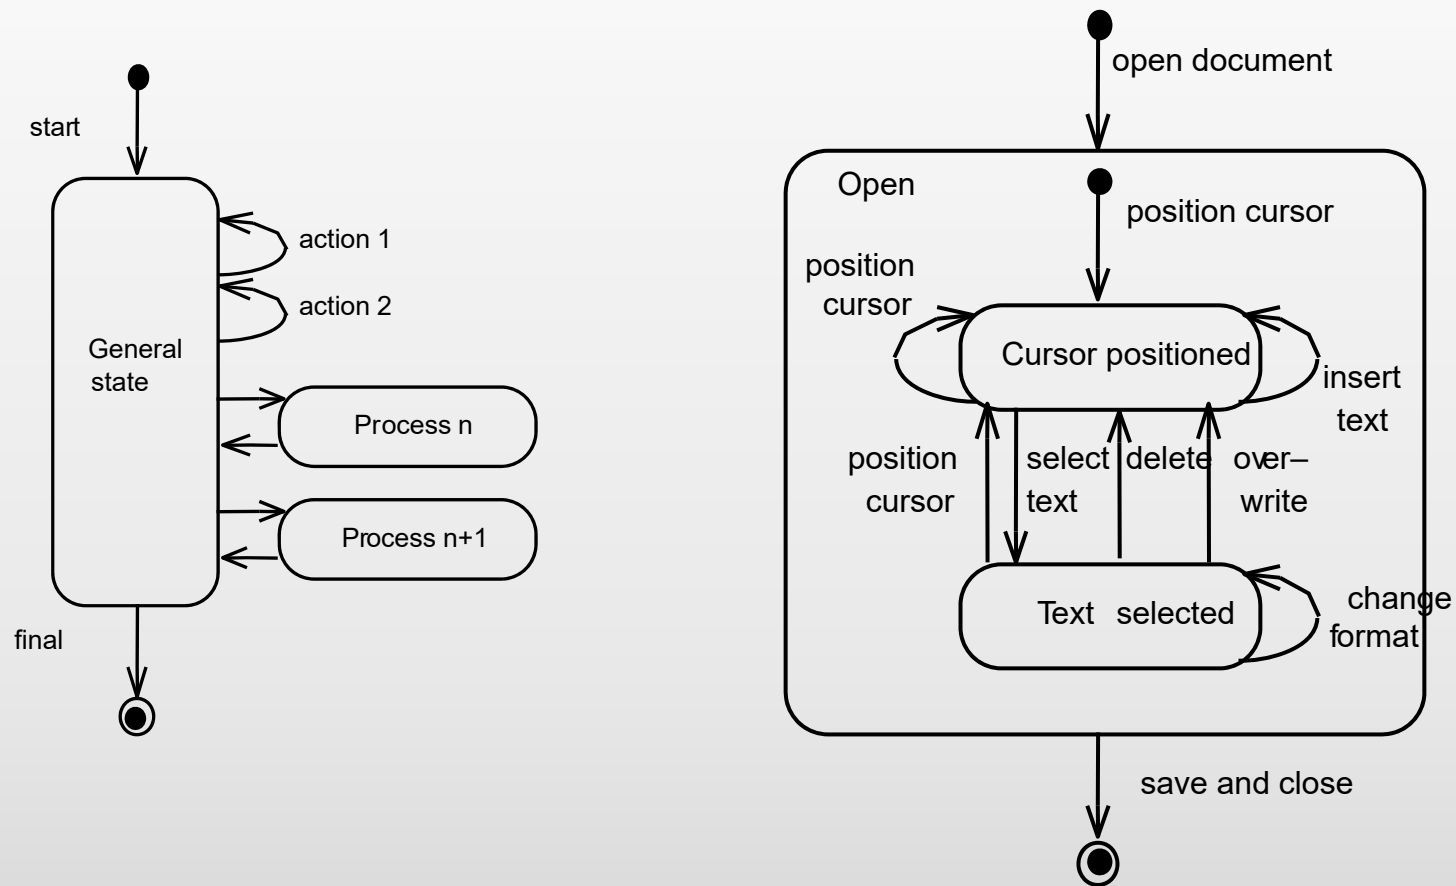 start
action 1
action 2
General
state
Process n
Process n+1
final
open document
Open
position cursor
position
cursor
Cursor positioned
insert
text
position
cursor
select
text
delete
over–
write
Text selected
change
format
save and close